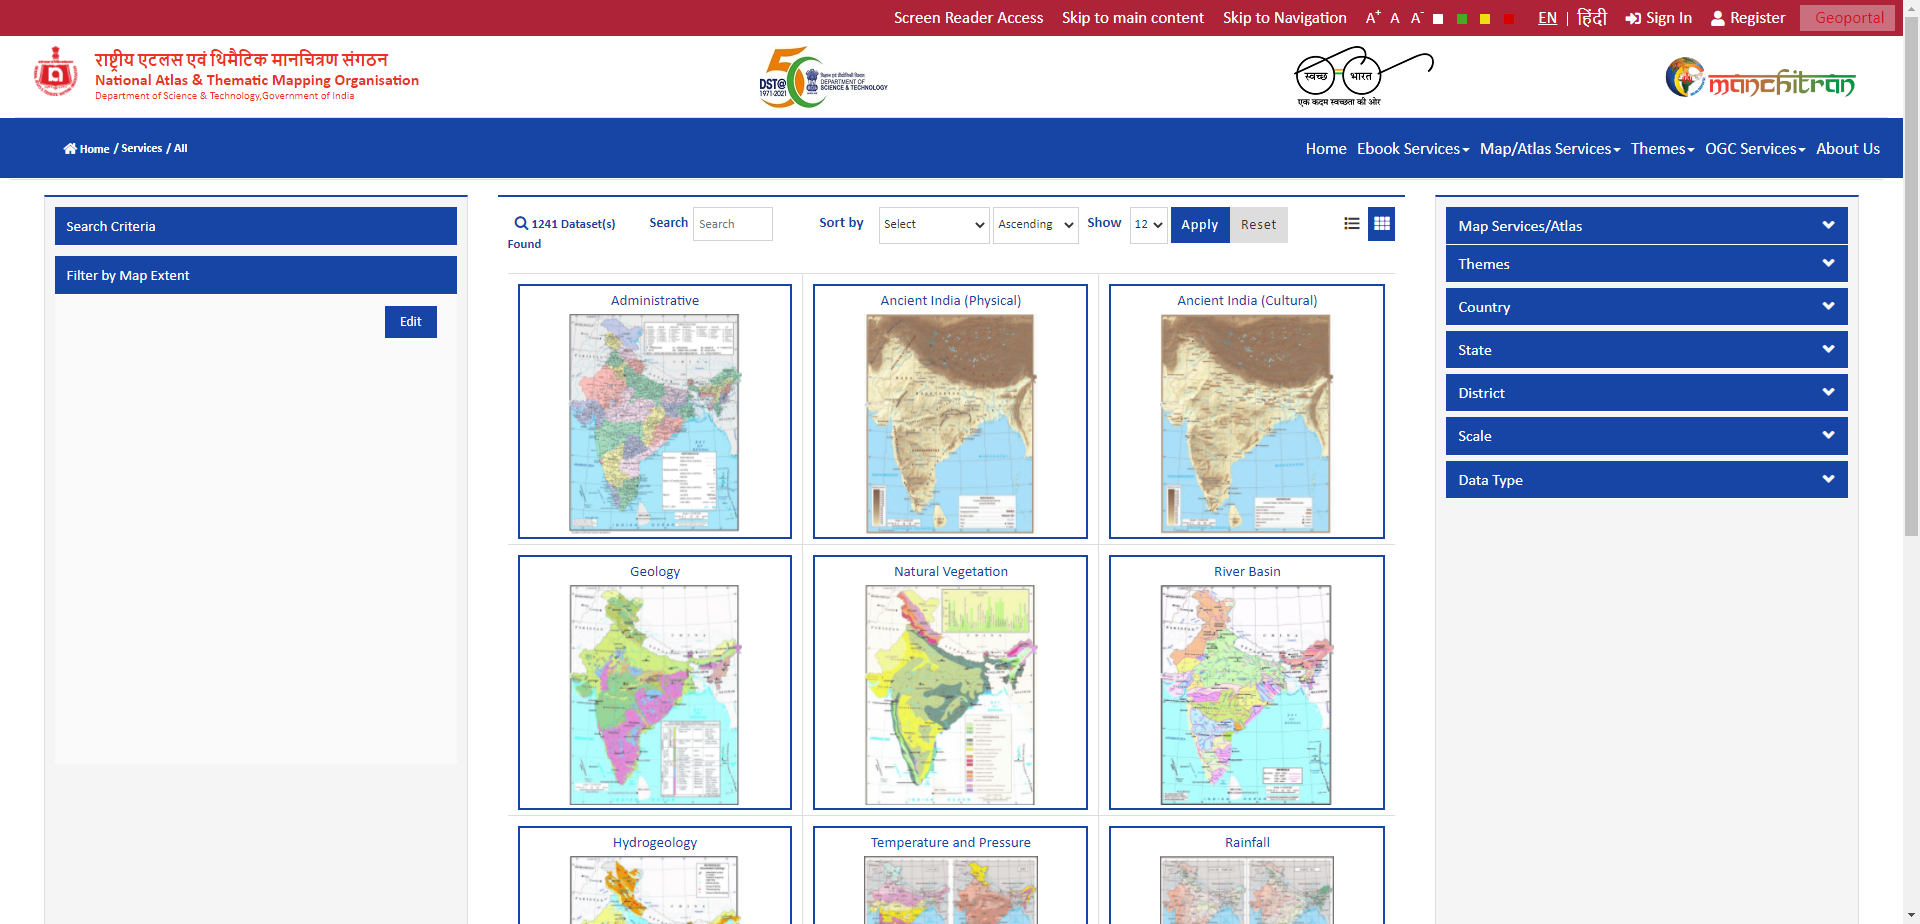 Screen Reader Access Skip to main content Skip to Navigation A+ A A- EN | हिंदी Sign In Register Geoportal
राष्ट्रीय एटलस एवं थिमैटिक मानचित्रण संगठन
National Atlas & Thematic Mapping Organisation
Department of Science & Technology,Government of India
DST@
1971-2021
DEPARTMENT OF
SCIENCE & TECHNOLOGY
स्वच्छ भारत
एक कदम स्वच्छता की ओर
manchitran
Home / Services / All
Home Ebook Services Map/Atlas Services Themes OGC Services About Us
Search Criteria
Filter by Map Extent
Edit
1241 Dataset(s)
Found
Search Search Sort by Select Ascending Show 12 Apply Reset
Administrative Ancient India (Physical) Ancient India (Cultural)
Geology Natural Vegetation River Basin
Hydrogeology Temperature and Pressure Rainfall
Map Services/Atlas
Themes
Country
State
District
Scale
Data Type